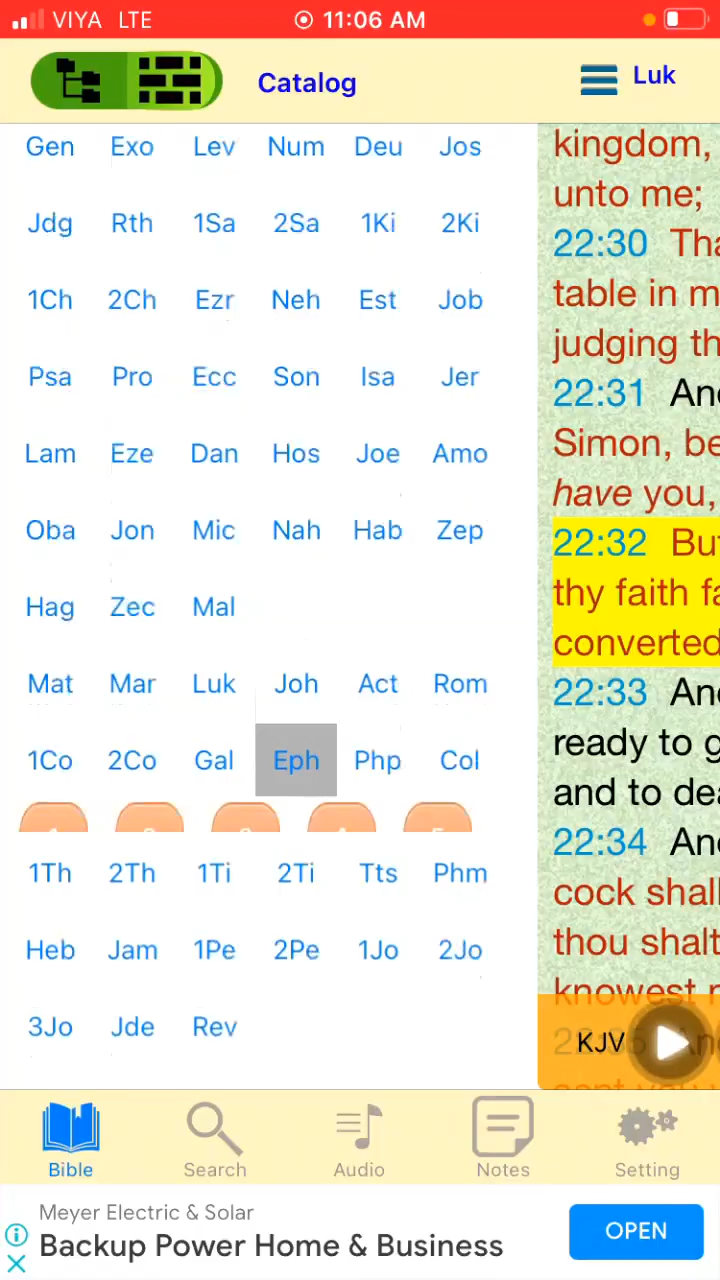 VIYA LTE 11:06 AM
Catalog
Luk
Gen Exo Lev Num Deu Jos
Jdg Rth 1Sa 2Sa 1Ki 2Ki
1Ch 2Ch Ezr Neh Est Job
Psa Pro Ecc Son Isa Jer
Lam Eze Dan Hos Joe Amo
Oba Jon Mic Nah Hab Zep
Hag Zec Mal
Mat Mar Luk Joh Act Rom
1Co 2Co Gal Eph Php Col
1Th 2Th 1Ti 2Ti Tts Phm
Heb Jam 1Pe 2Pe 1Jo 2Jo
3Jo Jde Rev
kingdom,
unto me;
22:30
table in m
judging th
22:31
Simon, be
have you,
22:32
thy faith fa
converted
22:33
ready to g
and to dea
22:34
cock shall
thou shalt
knowest
KJV
Bible Search Audio Notes Setting
Meyer Electric & Solar
Backup Power Home & Business
OPEN